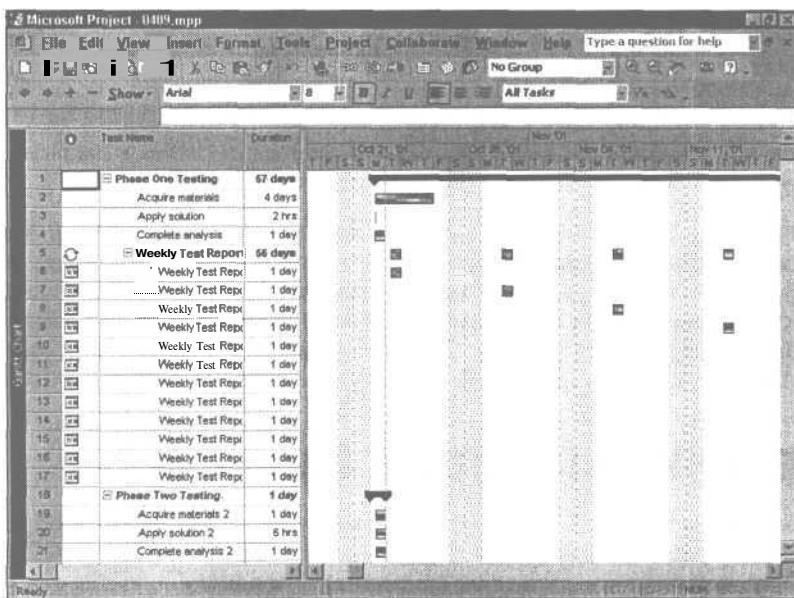 Microsoft Project - 0409.mpp
File Edit View Insert Format Tools Project Collaborate Window Help Type a question for help
No Group
Show Arial 8 B I U All Tasks
Task Name Duration Oct 21, '01 Oct 28, '01 Nov '01 Nov 04, '01 Nov 11, '01
T F S S M T W T F S S M T W T F S S M T W T F S S M T W T F
1 Phase One Testing 57 days
2 Acquire materials 4 days
3 Apply solution 2 hrs
4 Complete analysis 1 day
5 Weekly Test Report 56 days
6 Weekly Test Repo 1 day
7 Weekly Test Repo 1 day
8 Weekly Test Repo 1 day
9 Weekly Test Repo 1 day
10 Weekly Test Repo 1 day
11 Weekly Test Repo 1 day
12 Weekly Test Repo 1 day
13 Weekly Test Repo 1 day
14 Weekly Test Repo 1 day
15 Weekly Test Repo 1 day
16 Weekly Test Repo 1 day
17 Weekly Test Repo 1 day
18 Phase Two Testing 1 day
19 Acquire materials 2 1 day
20 Apply solution 2 6 hrs
21 Complete analysis 2 1 day
Gantt Chart
Ready NUM